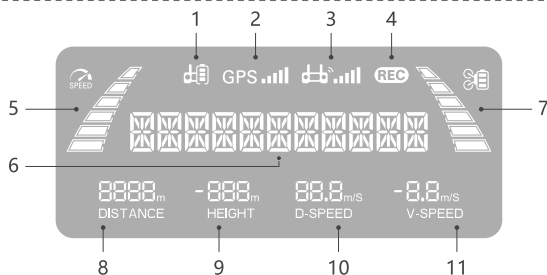 1 2 3 4
GPS REC
SPEED
5 7
6
8888m -888m 88.8m/S -8.8m/S
DISTANCE HEIGHT D-SPEED V-SPEED
8 9 10 11